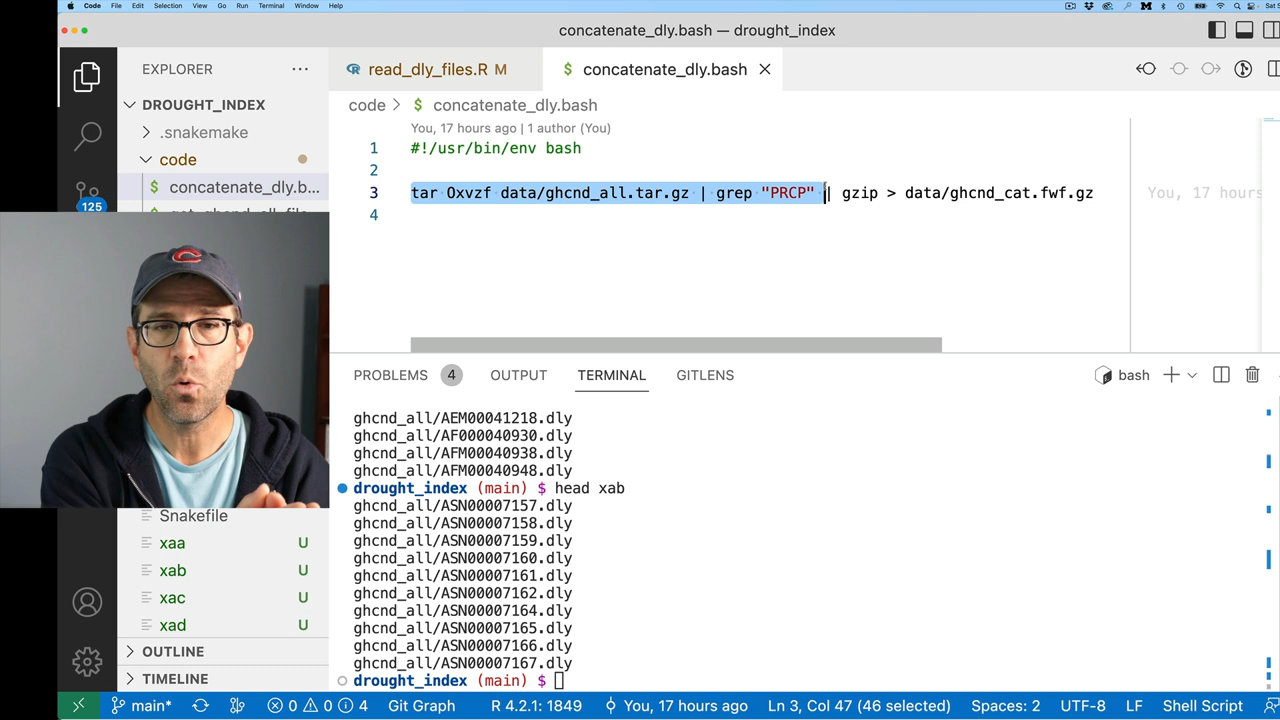 Code File Edit Selection View Go Run Terminal Window Help
concatenate_dly.bash — drought_index
EXPLORER
read_dly_files.R M
$ concatenate_dly.bash
DROUGHT_INDEX
.snakemake
code
$ concatenate_dly.b...
125
code > $ concatenate_dly.bash
You, 17 hours ago | 1 author (You)
1 #!/usr/bin/env bash
2
3 tar Oxvzf data/ghcnd_all.tar.gz | grep "PRCP" | gzip > data/ghcnd_cat.fwf.gz You, 17 hours
4
Snakefile
xaa U
xab U
xac U
xad U
OUTLINE
TIMELINE
PROBLEMS 4 OUTPUT TERMINAL GITLENS
bash
ghcnd_all/AEM00041218.dly
ghcnd_all/AF000040930.dly
ghcnd_all/AFM00040938.dly
ghcnd_all/AFM00040948.dly
drought_index (main) $ head xab
ghcnd_all/ASN00007157.dly
ghcnd_all/ASN00007158.dly
ghcnd_all/ASN00007159.dly
ghcnd_all/ASN00007160.dly
ghcnd_all/ASN00007161.dly
ghcnd_all/ASN00007162.dly
ghcnd_all/ASN00007164.dly
ghcnd_all/ASN00007165.dly
ghcnd_all/ASN00007166.dly
ghcnd_all/ASN00007167.dly
drought_index (main) $
main* 0 0 4 Git Graph R 4.2.1: 1849 You, 17 hours ago Ln 3, Col 47 (46 selected) Spaces: 2 UTF-8 LF Shell Script